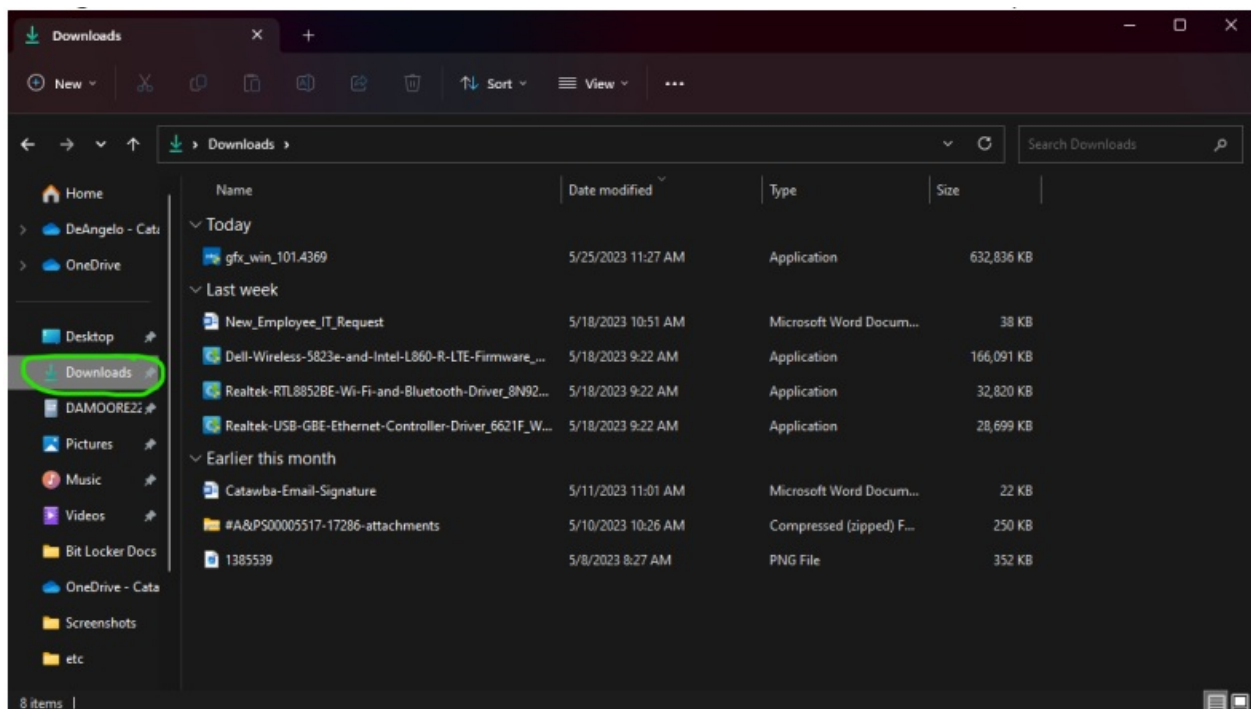 Downloads
New
Sort
View
Downloads
Search Downloads
Home
DeAngelo - Cata
OneDrive
Desktop
Downloads
DAMOORE22
Pictures
Music
Videos
Bit Locker Docs
OneDrive - Cata
Screenshots
etc
Name Date modified Type Size
Today
gfx_win_101.4369 5/25/2023 11:27 AM Application 632,836 KB
Last week
New_Employee_IT_Request 5/18/2023 10:51 AM Microsoft Word Docum... 38 KB
Dell-Wireless-5823e-and-Intel-L860-R-LTE-Firmware_... 5/18/2023 9:22 AM Application 166,091 KB
Realtek-RTL8852BE-Wi-Fi-and-Bluetooth-Driver_8N92... 5/18/2023 9:22 AM Application 32,820 KB
Realtek-USB-GBE-Ethernet-Controller-Driver_6621F_W... 5/18/2023 9:22 AM Application 28,699 KB
Earlier this month
Catawba-Email-Signature 5/11/2023 11:01 AM Microsoft Word Docum... 22 KB
#A&PS00005517-17286-attachments 5/10/2023 10:26 AM Compressed (zipped) F... 250 KB
1385539 5/8/2023 8:27 AM PNG File 352 KB
8 items